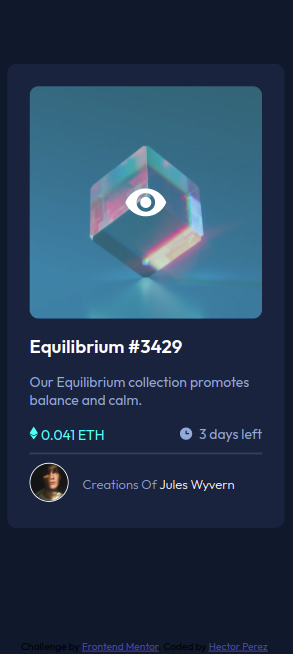 Equilibrium #3429
Our Equilibrium collection promotes
balance and calm.
0.041 ETH 3 days left
Creations Of Jules Wyvern
Challenge by Frontend Mentor. Coded by Hector Perez